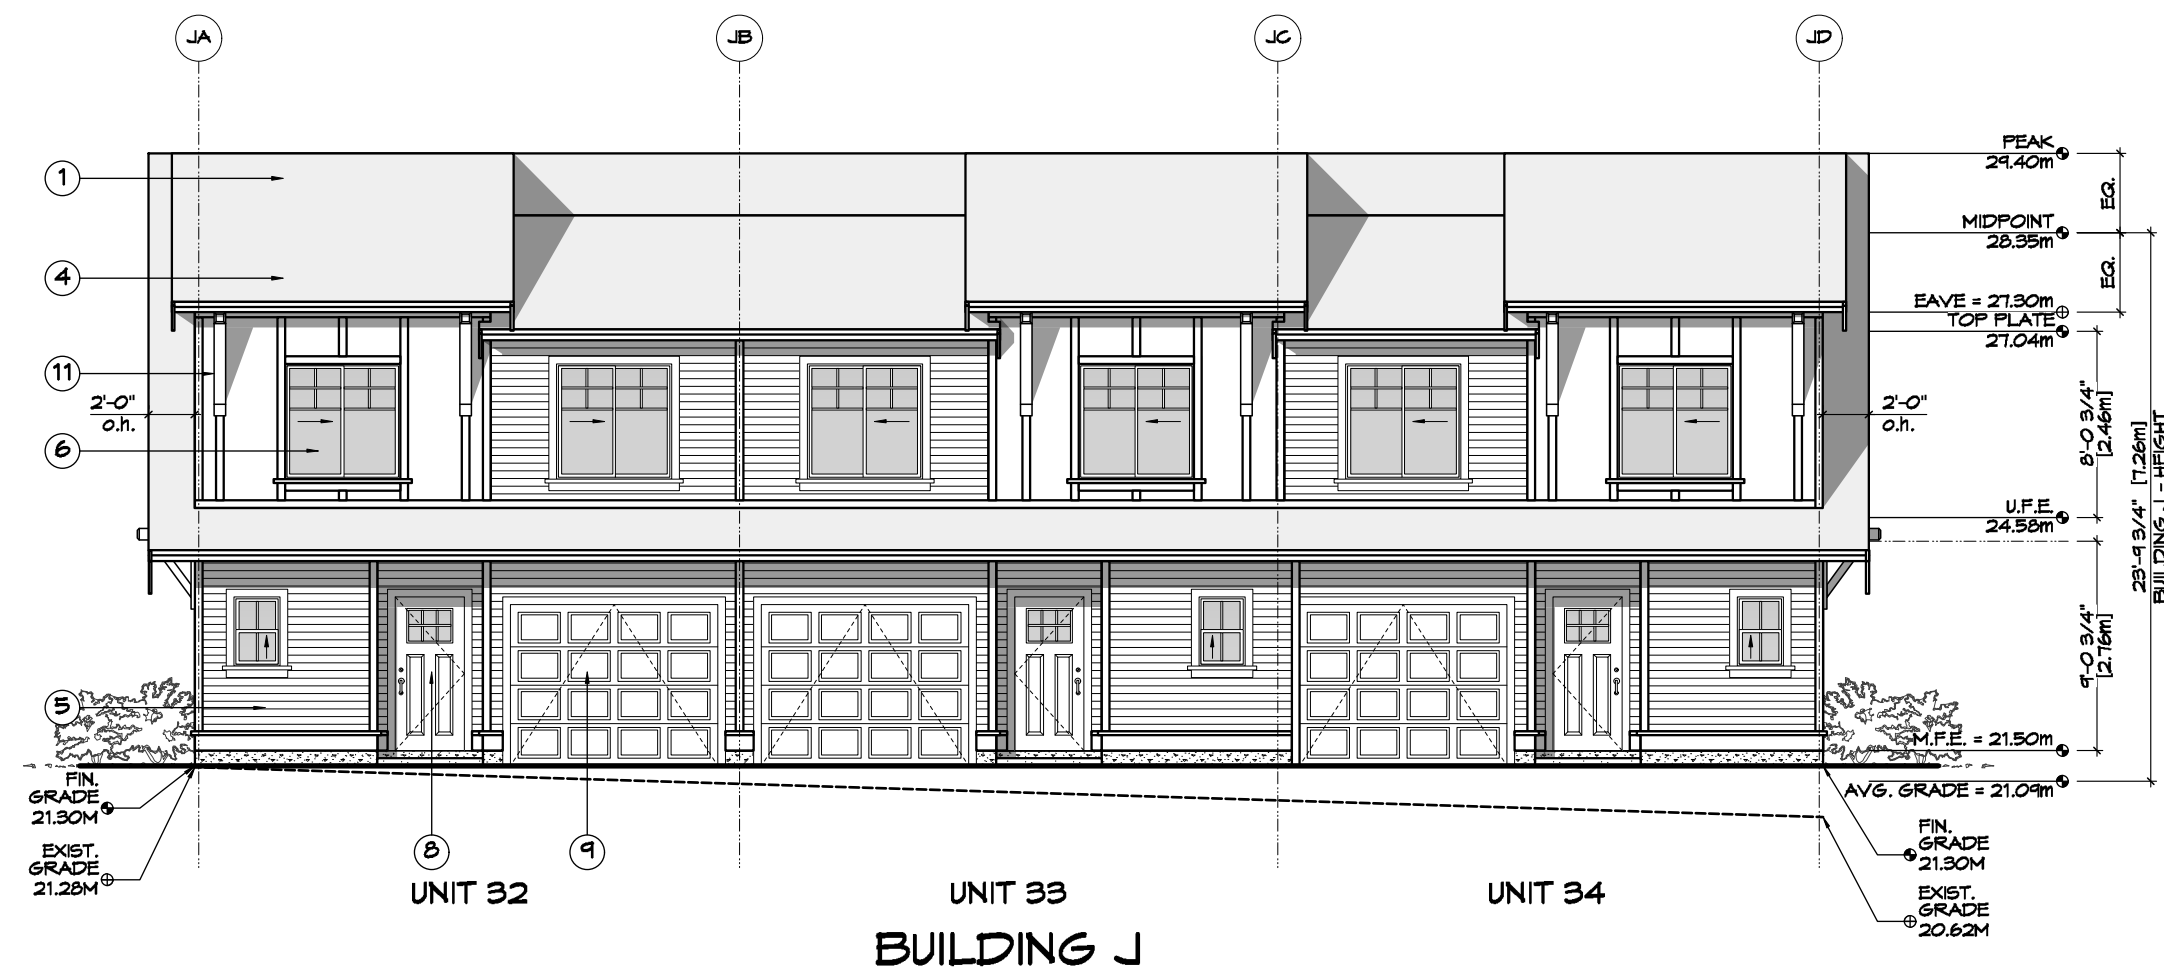 JA
JB
JC
JD
1
4
11
2'-0"
o.h.
6
5
PEAK
29.40m
EQ.
MIDPOINT
28.35m
EQ.
EAVE = 27.30m
TOP PLATE
27.04m
2'-0"
o.h.
8'-0 3/4"
[2.46m]
U.F.E.
24.58m
23'-9 3/4" [7.26m]
BUILDING J - HEIGHT
9'-0 3/4"
[2.76m]
M.F.E. = 21.50m
AVG. GRADE = 21.09m
FIN.
GRADE
21.30M
EXIST.
GRADE
21.28M
8
9
FIN.
GRADE
21.30M
EXIST.
GRADE
20.62M
UNIT 32
UNIT 33
UNIT 34
BUILDING J